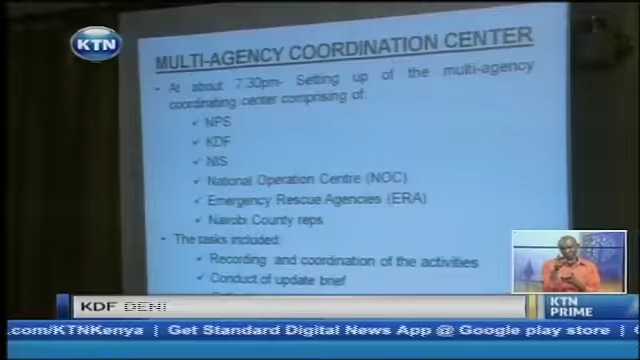 KTN
MULTI-AGENCY COORDINATION CENTER
• At about 7.30pm- Setting up of the multi-agency
coordinating center comprising of:
✓ NPS
✓ KDF
✓ NIS
✓ National Operation Centre (NOC)
✓ Emergency Rescue Agencies (ERA)
✓ Nairobi County reps
• The tasks included:
✓ Recording and coordination of the activities
✓ Conduct of update brief
KDF DENI
KTN
PRIME
.com/KTNKenya | Get Standard Digital News App @ Google play store |